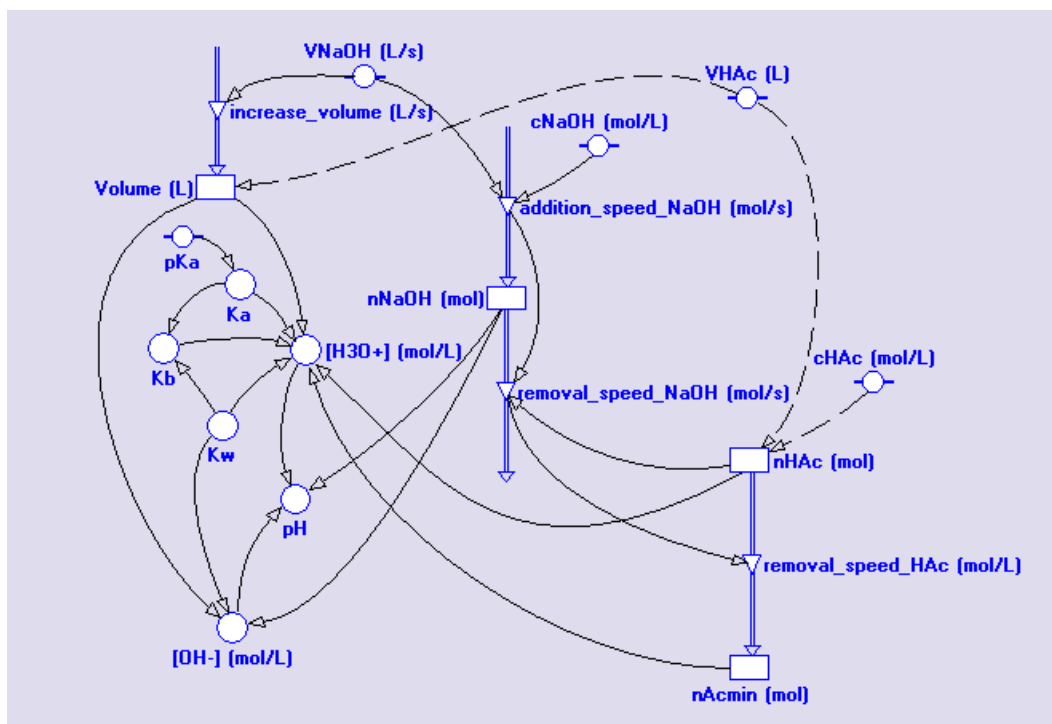 VNaOH (L/s)
VHAc (L)
increase_volume (L/s)
cNaOH (mol/L)
Volume (L)
addition_speed_NaOH (mol/s)
pKa
nNaOH (mol)
Ka
[H3O+] (mol/L)
cHAc (mol/L)
Kb
removal_speed_NaOH (mol/s)
Kw
nHAc (mol)
pH
removal_speed_HAc (mol/L)
[OH-] (mol/L)
nAcmin (mol)